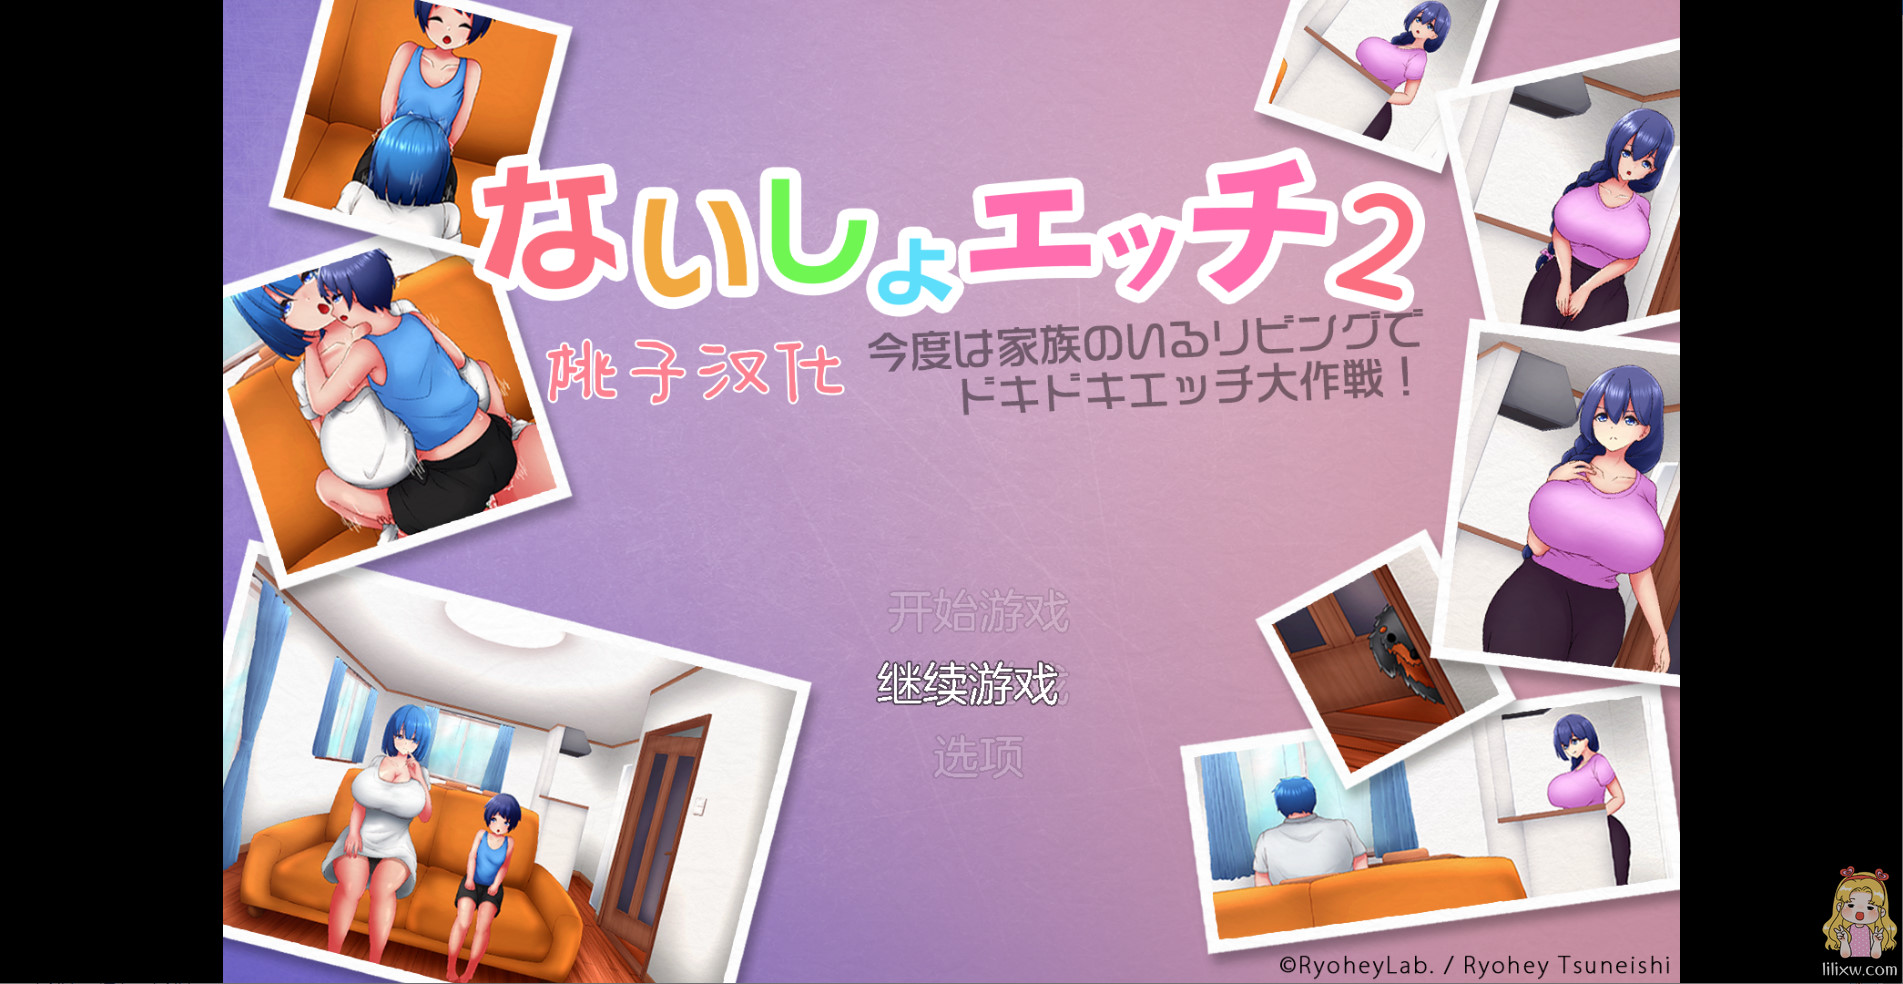 ないしょエッチ2
今度は家族のいるリビングで
ドキドキエッチ大作戦！
桃子汉化
开始游戏
继续游戏
选项
©RyoheyLab. / Ryohey Tsuneishi
lilixw.com